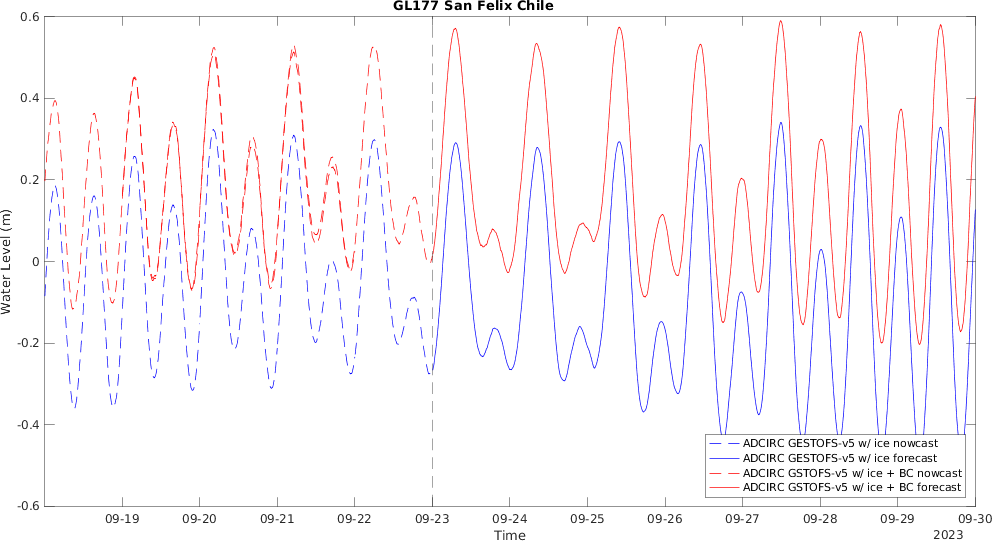 GL177 San Felix Chile
0.6
0.4
0.2
0
-0.2
-0.4
-0.6
Water Level (m)
ADCIRC GESTOFS-v5 w/ ice nowcast
ADCIRC GESTOFS-v5 w/ ice forecast
ADCIRC GSTOFS-v5 w/ ice + BC nowcast
ADCIRC GSTOFS-v5 w/ ice + BC forecast
09-19 09-20 09-21 09-22 09-23 09-24 09-25 09-26 09-27 09-28 09-29 09-30
Time
2023